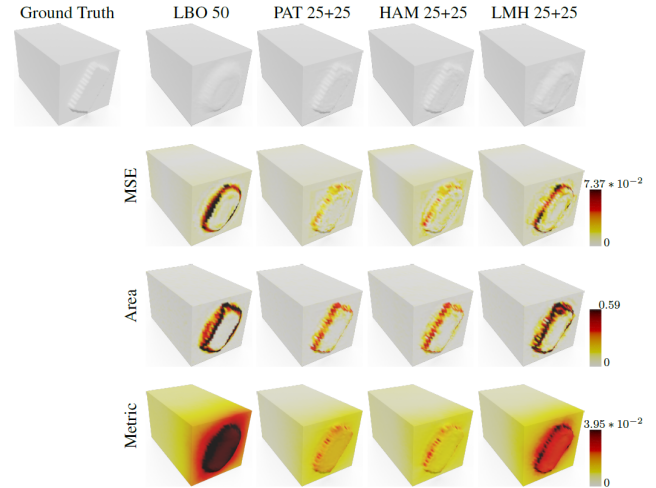 Ground Truth LBO 50 PAT 25+25 HAM 25+25 LMH 25+25
MSE
7.37 ∗ 10⁻²
0
Area
0.59
0
Metric
3.95 ∗ 10⁻²
0